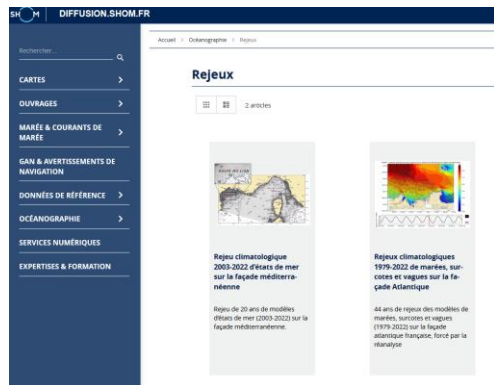 SHOM
DIFFUSION.SHOM.FR
Rechercher...
CARTES
OUVRAGES
MARÉE & COURANTS DE
MARÉE
GAN & AVERTISSEMENTS DE
NAVIGATION
DONNÉES DE RÉFÉRENCE
OCÉANOGRAPHIE
SERVICES NUMÉRIQUES
EXPERTISES & FORMATION
Accueil > Océanographie > Rejeux
Rejeux
2 articles
Rejeu climatologique
2003-2022 d'états de mer
sur la façade méditerra-
néenne
Rejeu de 20 ans de modèles
d'états de mer (2003-2022) sur la
façade méditerranéenne.
Rejeux climatologiques
1979-2022 de marées, sur-
cotes et vagues sur la fa-
çade Atlantique
44 ans de rejeux des modèles de
marées, surcotes et vagues
(1979-2022) sur la façade
atlantique française, forcé par la
réanalyse